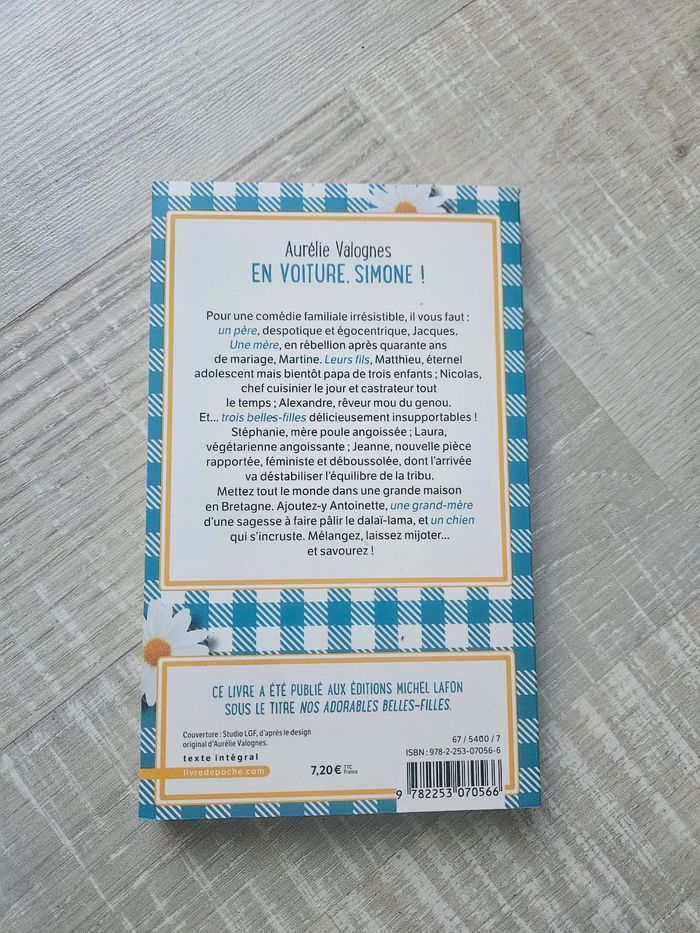 Aurélie Valognes
EN VOITURE, SIMONE !
Pour une comédie familiale irrésistible, il vous faut :
un père, despotique et égocentrique, Jacques.
Une mère, en rébellion après quarante ans
de mariage, Martine. Leurs fils, Matthieu, éternel
adolescent mais bientôt papa de trois enfants ; Nicolas,
chef cuisinier le jour et castrateur tout
le temps ; Alexandre, rêveur mou du genou.
Et... trois belles-filles délicieusement insupportables !
Stéphanie, mère poule angoissée ; Laura,
végétarienne angoissante ; Jeanne, nouvelle pièce
rapportée, féministe et déboussolée, dont l'arrivée
va déstabiliser l'équilibre de la tribu.
Mettez tout le monde dans une grande maison
en Bretagne. Ajoutez-y Antoinette, une grand-mère
d'une sagesse à faire pâlir le dalaï-lama, et un chien
qui s'incruste. Mélangez, laissez mijoter...
et savourez !
CE LIVRE A ÉTÉ PUBLIÉ AUX ÉDITIONS MICHEL LAFON
SOUS LE TITRE NOS ADORABLES BELLES-FILLES.
Couverture : Studio LGF, d'après le design
original d'Aurélie Valognes.
texte intégral
livredepoche.com
7,20 € TTC
France
67 / 5400 / 7
ISBN : 978-2-253-07056-6
9 782253 070566